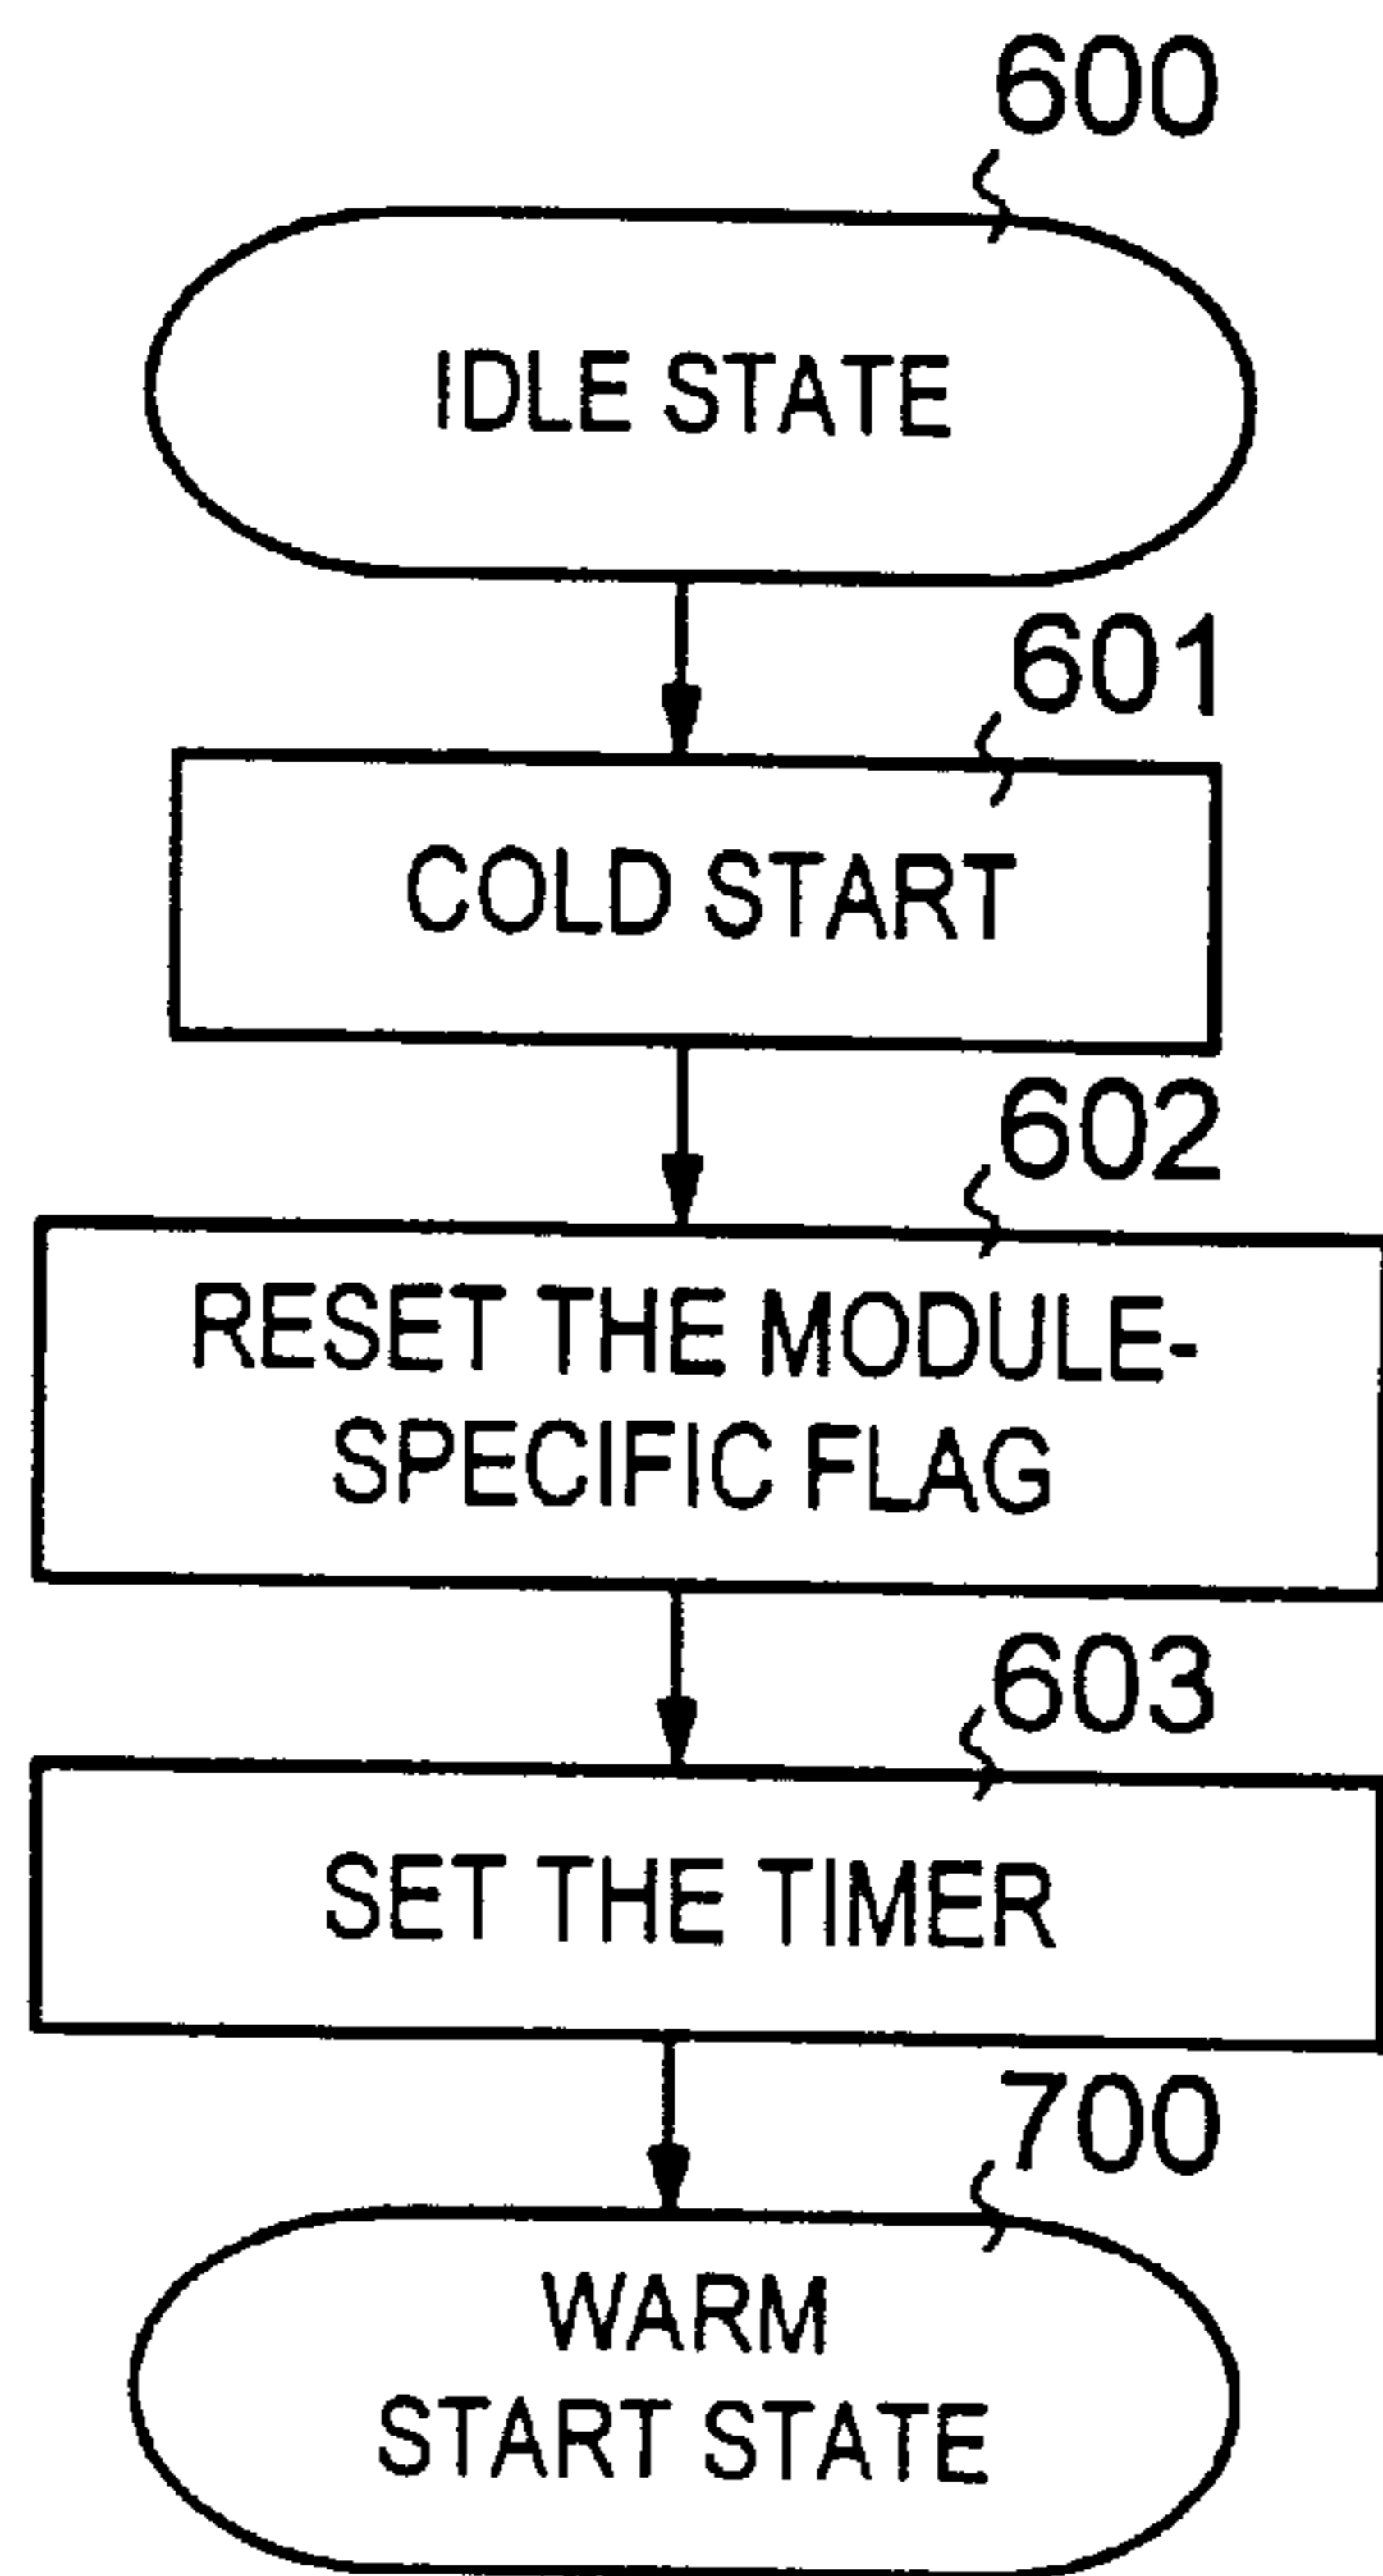 600
IDLE STATE
601
COLD START
602
RESET THE MODULE-
SPECIFIC FLAG
603
SET THE TIMER
700
WARM
START STATE